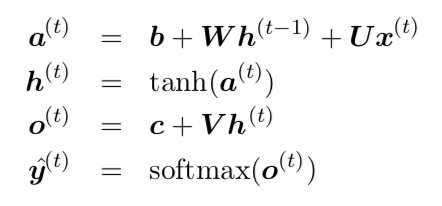 a^{(t)} = b + Wh^{(t−1)} + Ux^{(t)}
h^{(t)} = tanh(a^{(t)})
o^{(t)} = c + Vh^{(t)}
ŷ^{(t)} = softmax(o^{(t)})